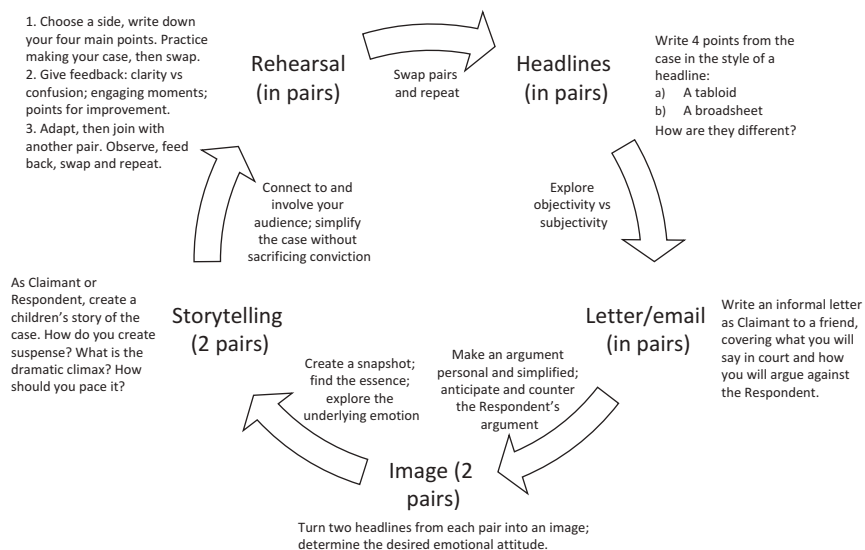 1. Choose a side, write down
your four main points. Practice
making your case, then swap.
2. Give feedback: clarity vs
confusion; engaging moments;
points for improvement.
3. Adapt, then join with
another pair. Observe, feed
back, swap and repeat.
Rehearsal
(in pairs)
Swap pairs
and repeat
Headlines
(in pairs)
Write 4 points from the
case in the style of a
headline:
a) A tabloid
b) A broadsheet
How are they different?
Explore
objectivity vs
subjectivity
Letter/email
(in pairs)
Write an informal letter
as Claimant to a friend,
covering what you will
say in court and how
you will argue against
the Respondent.
Make an argument
personal and simplified;
anticipate and counter
the Respondent's
argument
Image (2
pairs)
Turn two headlines from each pair into an image;
determine the desired emotional attitude.
Create a snapshot;
find the essence;
explore the
underlying emotion
Storytelling
(2 pairs)
As Claimant or
Respondent, create a
children's story of the
case. How do you create
suspense? What is the
dramatic climax? How
should you pace it?
Connect to and
involve your
audience; simplify
the case without
sacrificing conviction